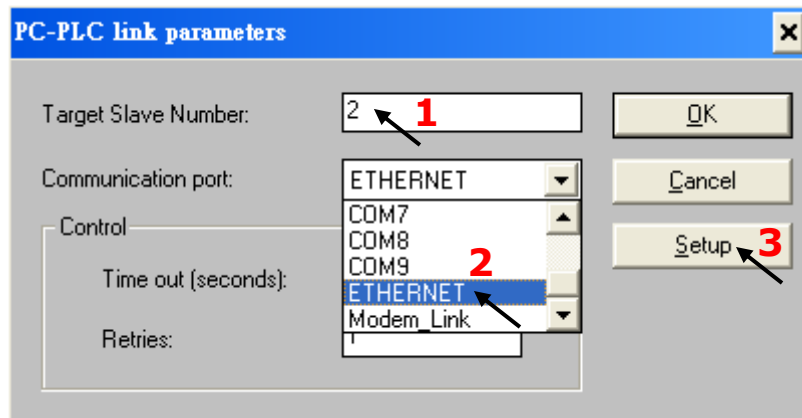 PC-PLC link parameters
Target Slave Number:
2
1
OK
Communication port:
ETHERNET
Cancel
COM7
COM8
COM9
ETHERNET
2
Modem_Link
Setup
3
Control
Time out (seconds):
Retries: